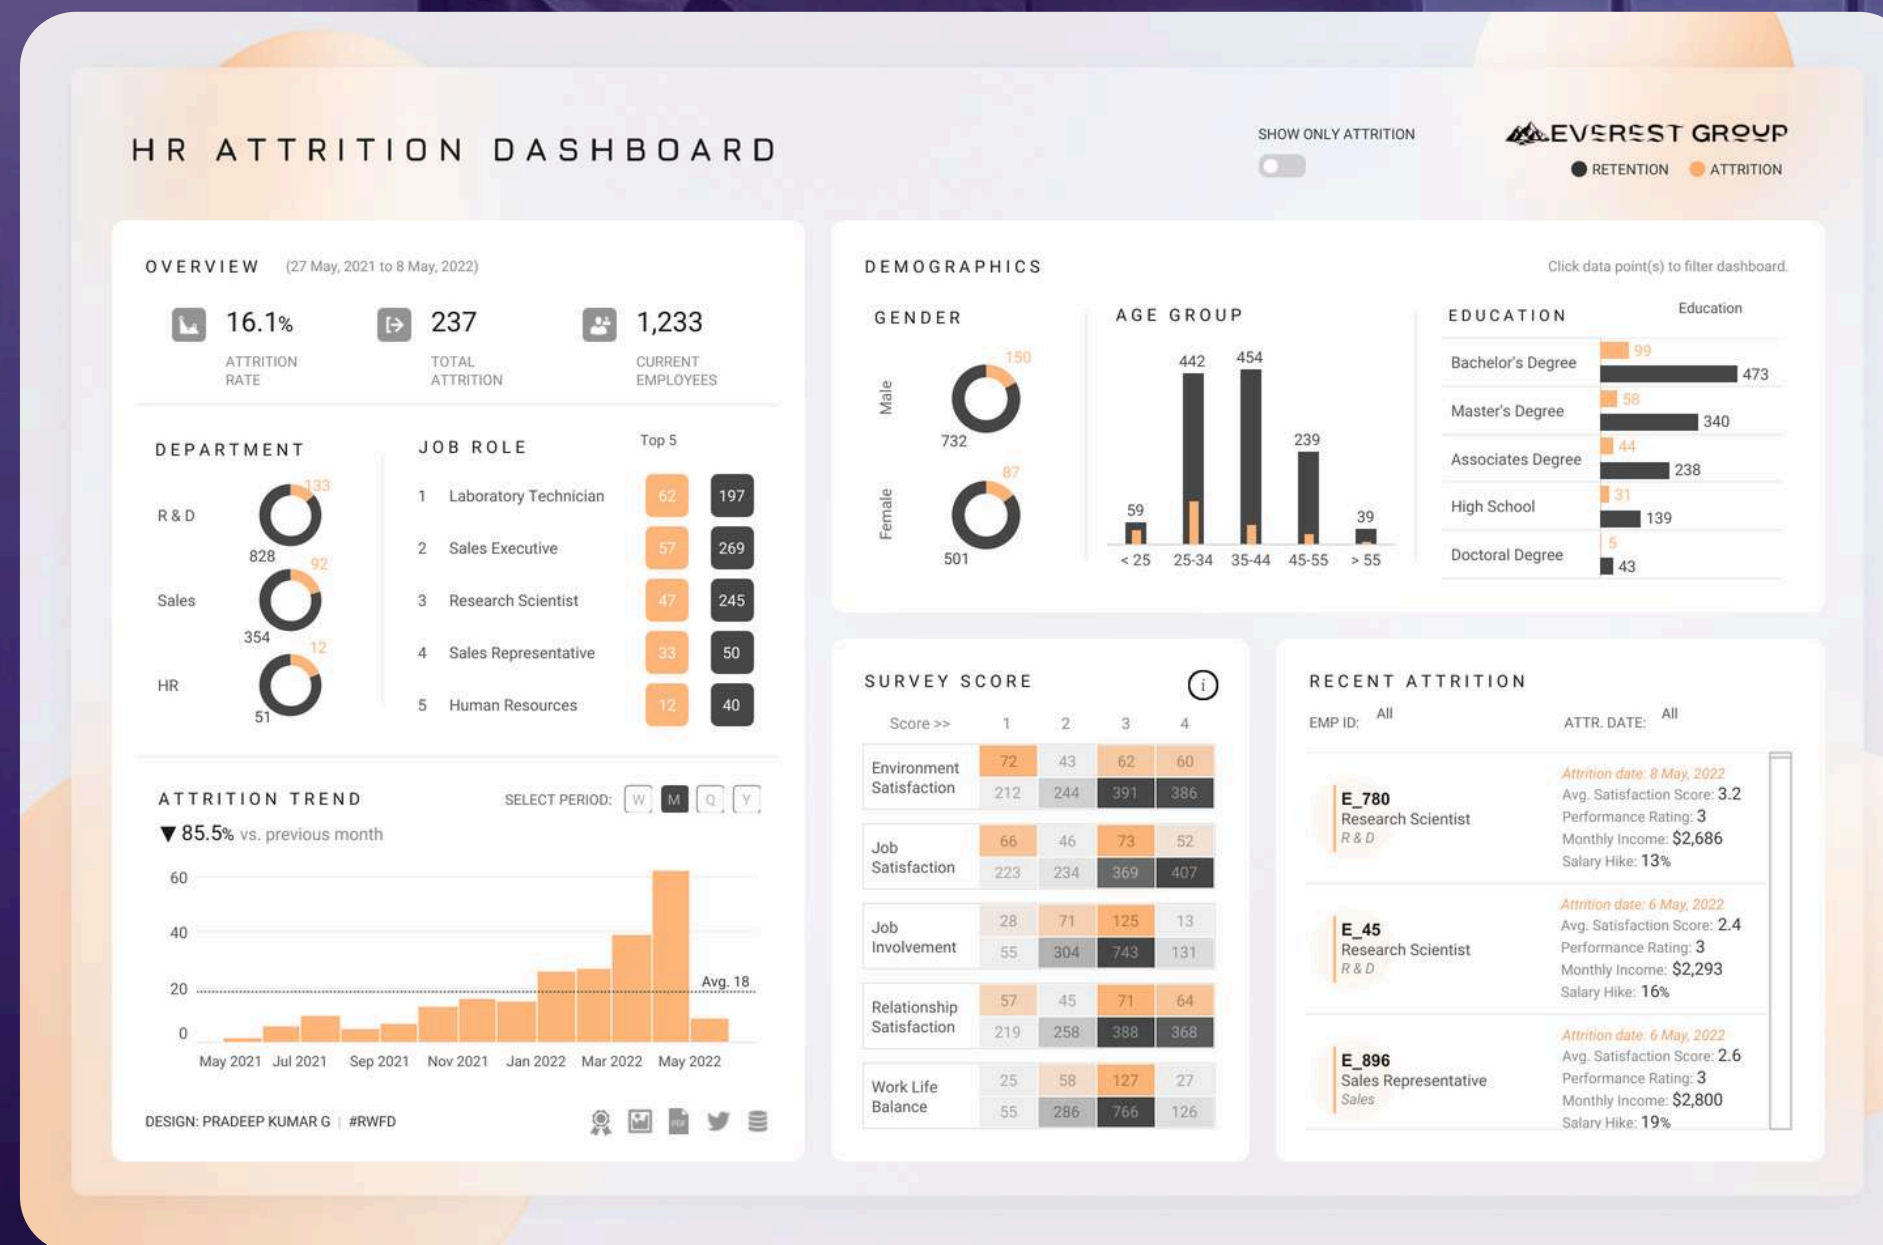 HR ATTRITION DASHBOARD
SHOW ONLY ATTRITION
EVEREST GROUP
RETENTION ATTRITION
OVERVIEW (27 May, 2021 to 8 May, 2022)
16.1% 237 1,233
ATTRITION RATE TOTAL ATTRITION CURRENT EMPLOYEES
DEPARTMENT
R & D
133
828
Sales
92
354
HR
12
51
JOB ROLE Top 5
1 Laboratory Technician 62 197
2 Sales Executive 57 269
3 Research Scientist 47 245
4 Sales Representative 33 50
5 Human Resources 12 40
ATTRITION TREND SELECT PERIOD: W M Q Y
▼ 85.5% vs. previous month
60
40
20
0
Avg. 18
May 2021 Jul 2021 Sep 2021 Nov 2021 Jan 2022 Mar 2022 May 2022
DESIGN: PRADEEP KUMAR G | #RWFD
PDF
DEMOGRAPHICS Click data point(s) to filter dashboard.
GENDER
Male
150
732
Female
87
501
AGE GROUP
59 442 454 239 39
< 25 25-34 35-44 45-55 > 55
EDUCATION Education
Bachelor's Degree 99 473
Master's Degree 58 340
Associates Degree 44 238
High School 31 139
Doctoral Degree 5 43
SURVEY SCORE i
Score >> 1 2 3 4
Environment Satisfaction
72 43 62 60
212 244 391 386
Job Satisfaction
66 46 73 52
223 234 369 407
Job Involvement
28 71 125 13
55 304 743 131
Relationship Satisfaction
57 45 71 64
219 258 388 368
Work Life Balance
25 58 127 27
55 286 766 126
RECENT ATTRITION
EMP ID: All ATTR. DATE: All
E_780
Research Scientist
R & D
Attrition date: 8 May, 2022
Avg. Satisfaction Score: 3.2
Performance Rating: 3
Monthly Income: $2,686
Salary Hike: 13%
E_45
Research Scientist
R & D
Attrition date: 6 May, 2022
Avg. Satisfaction Score: 2.4
Performance Rating: 3
Monthly Income: $2,293
Salary Hike: 16%
E_896
Sales Representative
Sales
Attrition date: 6 May, 2022
Avg. Satisfaction Score: 2.6
Performance Rating: 3
Monthly Income: $2,800
Salary Hike: 19%